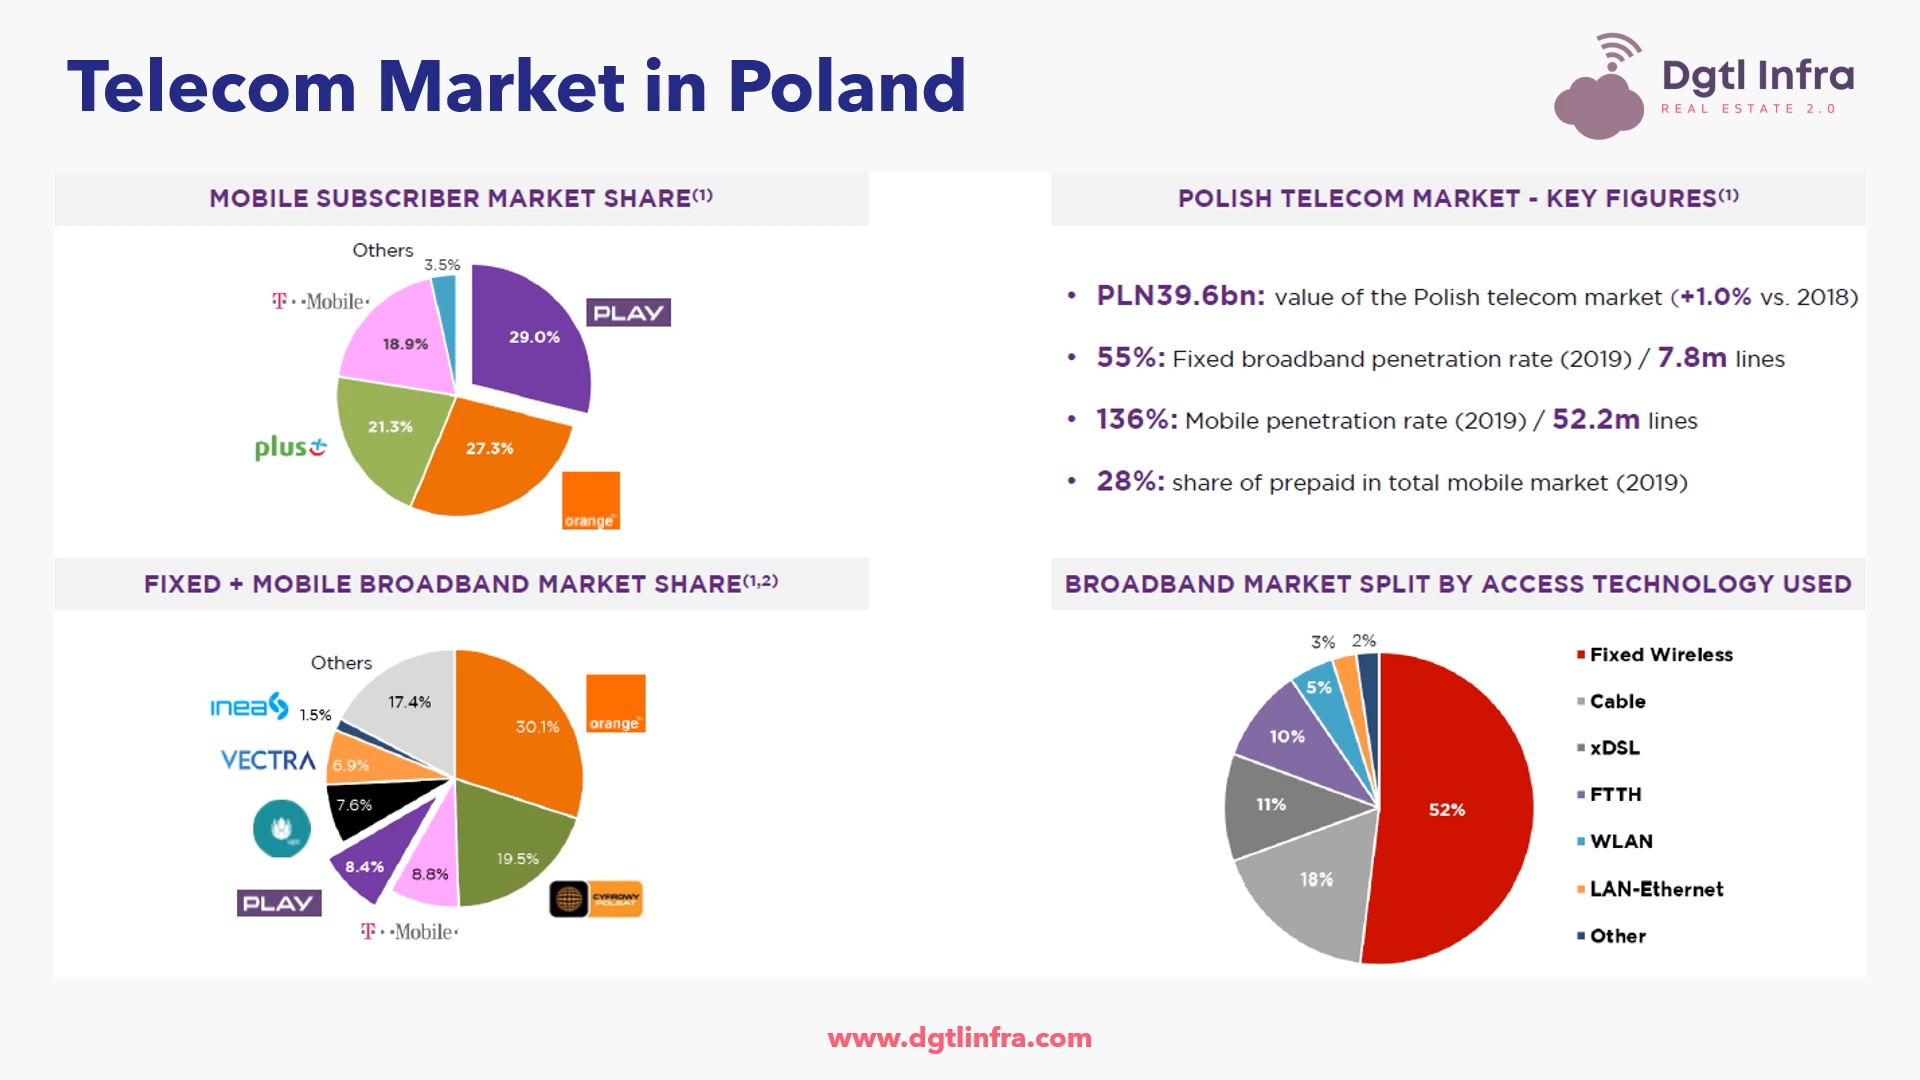 Telecom Market in Poland
Dgtl Infra
REAL ESTATE 2.0
MOBILE SUBSCRIBER MARKET SHARE(1)
Others
3.5%
T··Mobile·
PLAY
29.0%
18.9%
21.3%
plus
27.3%
orange
POLISH TELECOM MARKET - KEY FIGURES(1)
• PLN39.6bn: value of the Polish telecom market (+1.0% vs. 2018)
• 55%: Fixed broadband penetration rate (2019) / 7.8m lines
• 136%: Mobile penetration rate (2019) / 52.2m lines
• 28%: share of prepaid in total mobile market (2019)
FIXED + MOBILE BROADBAND MARKET SHARE(1,2)
Others
17.4%
inea
1.5%
30.1%
orange
VECTRA
6.9%
7.6%
8.4%
8.8%
19.5%
PLAY
CYFROWY
POLSAT
T··Mobile·
BROADBAND MARKET SPLIT BY ACCESS TECHNOLOGY USED
3%
2%
5%
10%
11%
52%
18%
Fixed Wireless
Cable
xDSL
FTTH
WLAN
LAN-Ethernet
Other
www.dgtlinfra.com